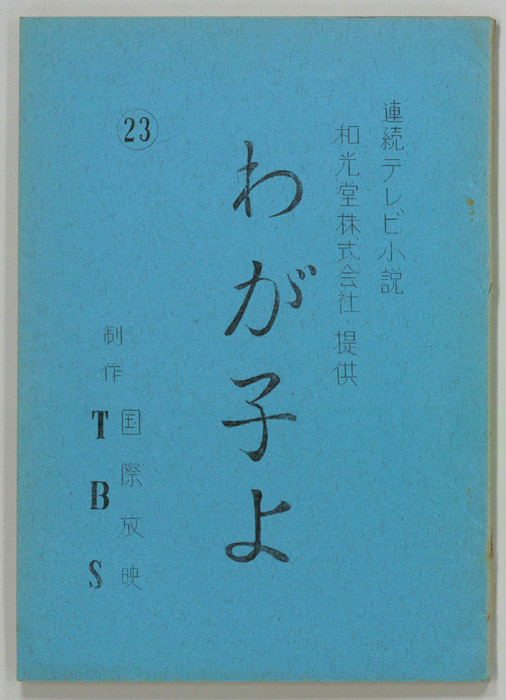 連続テレビ小説
和光堂株式会社・提供
わが子よ
23
制作
国際放映
TBS